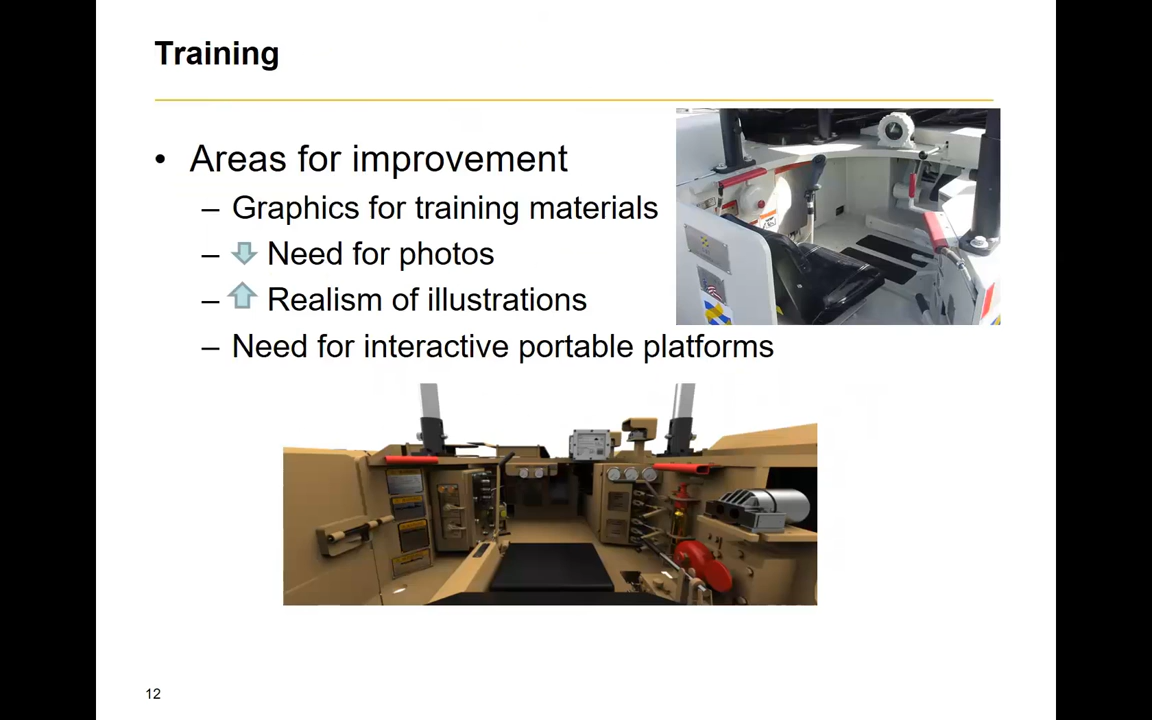 Training
• Areas for improvement
– Graphics for training materials
– Need for photos
– Realism of illustrations
– Need for interactive portable platforms
12